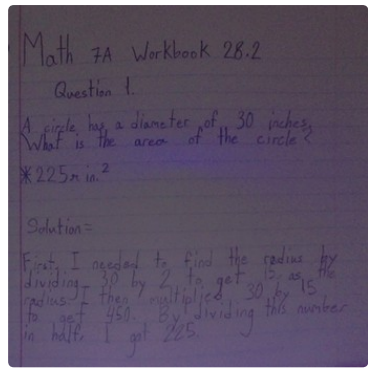 Math 7A Workbook 2B.2
Question 1.
A circle has a diameter of 30 inches.
What is the area of the circle?
*225π in.²
Solution=
First, I needed to find the radius by
dividing 30 by 2 to get 15 as the
radius. I then multiplied 30 by 15
to get 450. By dividing this number
in half, I got 225.